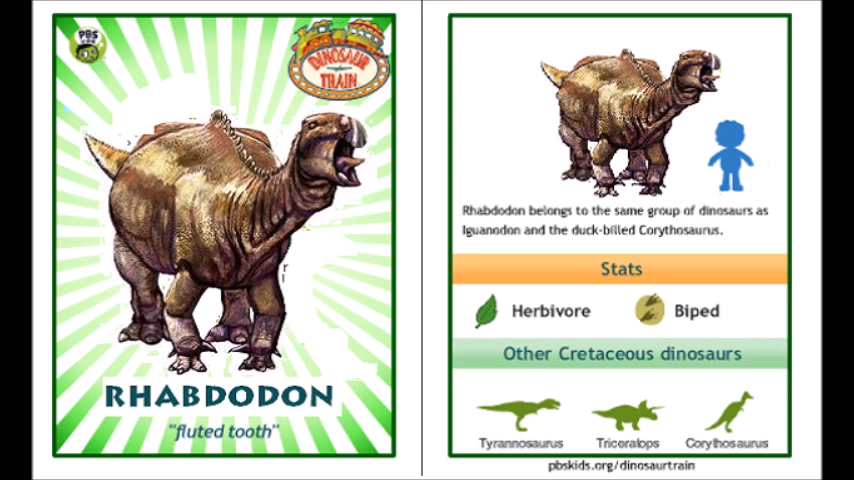 PBS
KIDS
DINOSAUR
TRAIN
RHABDODON
"fluted tooth"
Rhabdodon belongs to the same group of dinosaurs as
Iguanodon and the duck-billed Corythosaurus.
Stats
Herbivore
Biped
Other Cretaceous dinosaurs
Tyrannosaurus
Triceratops
Corythosaurus
pbskids.org/dinosaurtrain